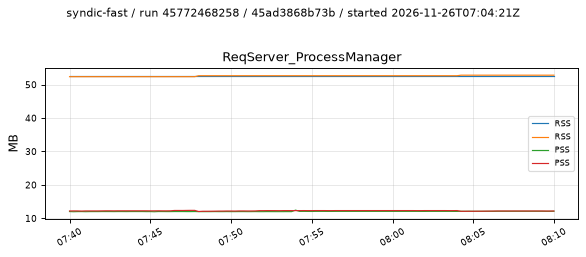 syndic-fast / run 45772468258 / 45ad3868b73b / started 2026-11-26T07:04:21Z
ReqServer_ProcessManager
MB
50
40
30
20
10
07:40
07:45
07:50
07:55
08:00
08:05
08:10
RSS
RSS
PSS
PSS